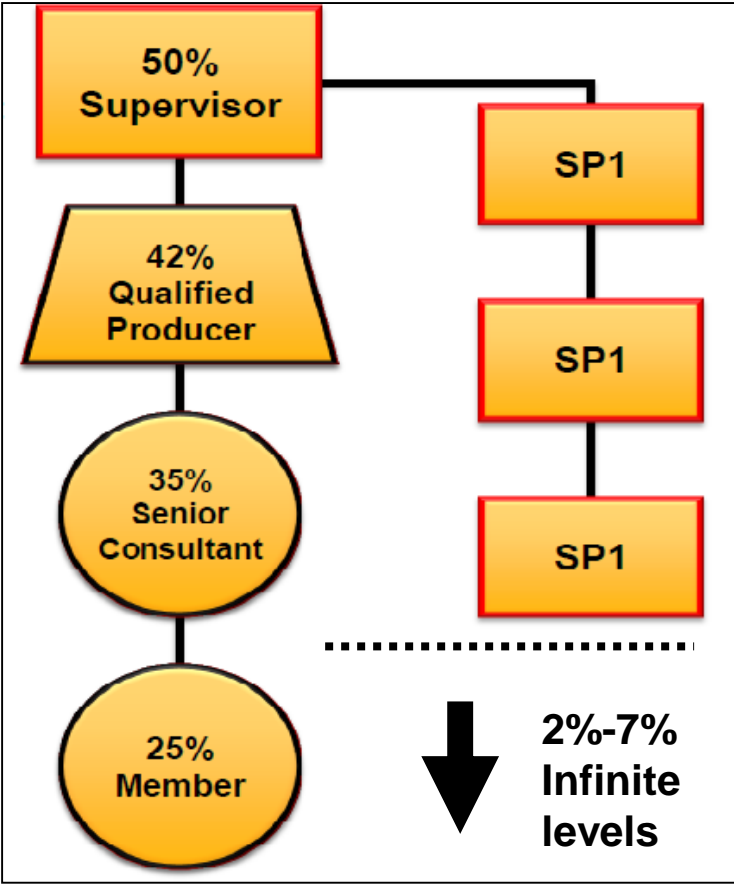 50%
Supervisor
SP1
42%
Qualified
Producer
SP1
35%
Senior
Consultant
SP1
25%
Member
2%-7%
Infinite
levels